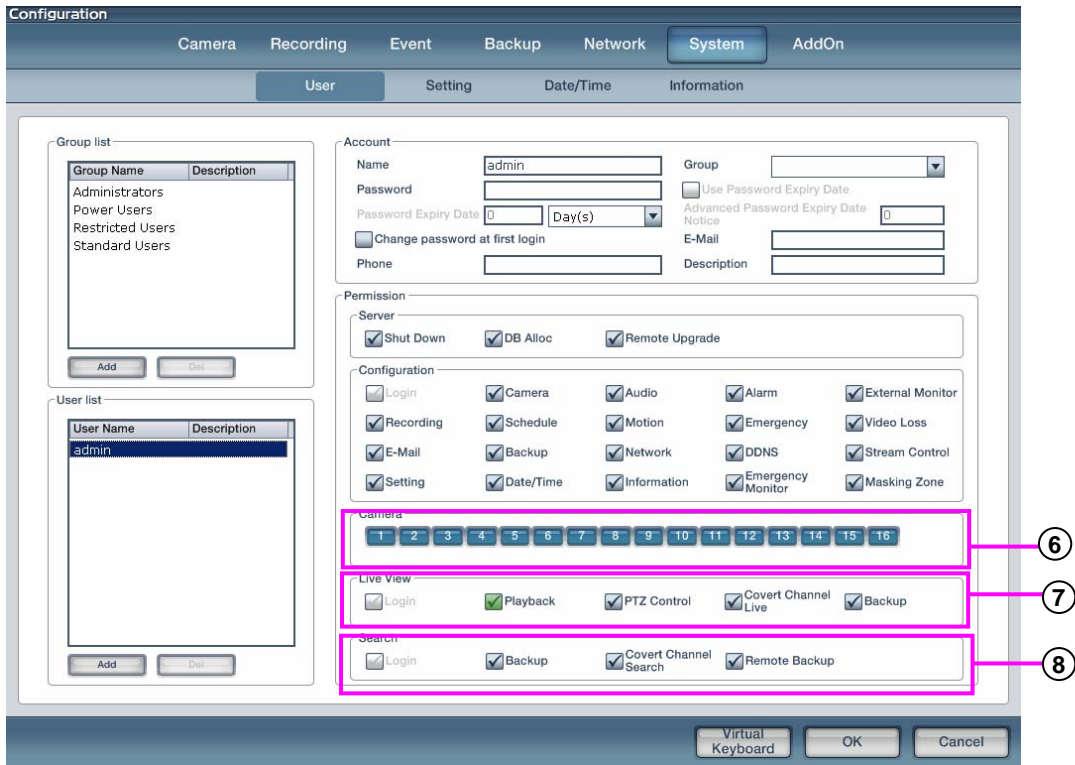 Configuration
Camera Recording Event Backup Network System AddOn
User Setting Date/Time Information
Group list
Group Name Description
Administrators
Power Users
Restricted Users
Standard Users
Add Del
User list
User Name Description
admin
Add Del
Account
Name admin Group
Password Use Password Expiry Date
Password Expiry Date 0 Day(s) Advanced Password Expiry Date
Notice 0
Change password at first login E-Mail
Phone Description
Permission
Server
Shut Down DB Alloc Remote Upgrade
Configuration
Login Camera Audio Alarm External Monitor
Recording Schedule Motion Emergency Video Loss
E-Mail Backup Network DDNS Stream Control
Setting Date/Time Information Emergency
Monitor Masking Zone
Camera
1 2 3 4 5 6 7 8 9 10 11 12 13 14 15 16
6
Live View
Login Playback PTZ Control Covert Channel
Live Backup
7
Search
Login Backup Covert Channel
Search Remote Backup
8
Virtual
Keyboard OK Cancel